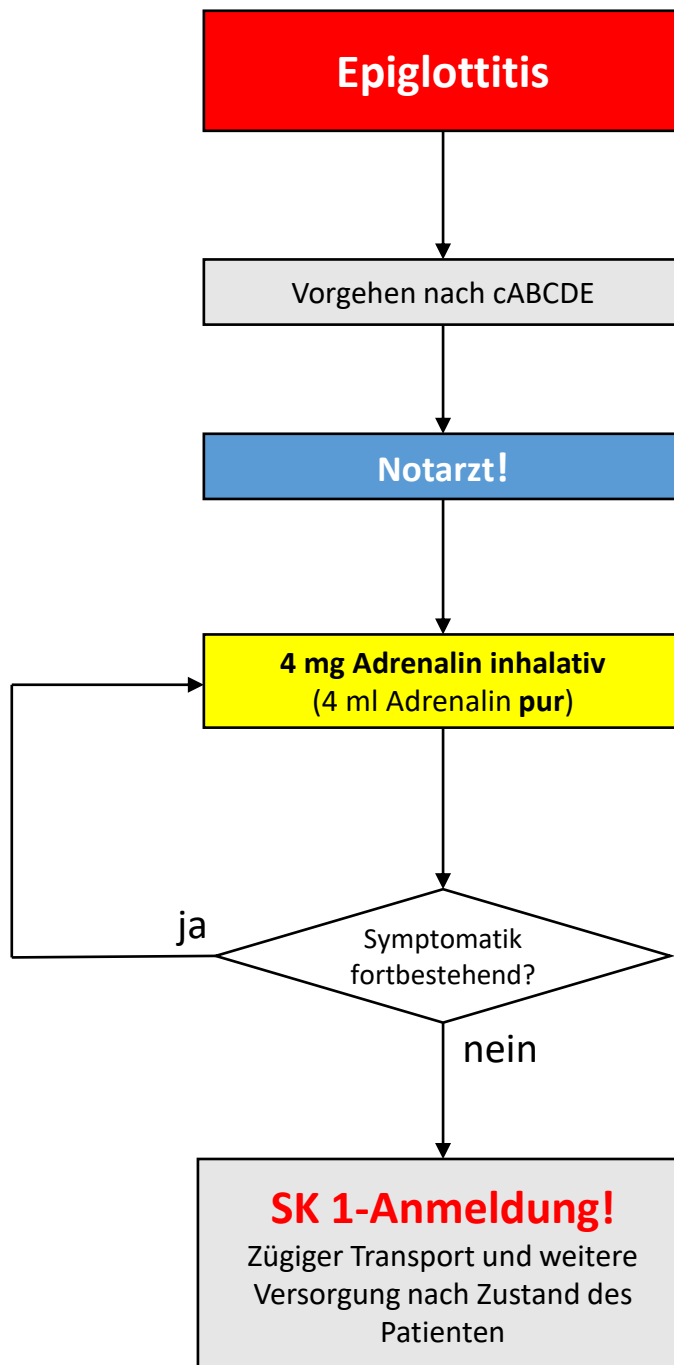 Epiglottitis
Vorgehen nach cABCDE
Notarzt!
4 mg Adrenalin inhalativ
(4 ml Adrenalin pur)
ja
Symptomatik
fortbestehend?
nein
SK 1-Anmeldung!
Zügiger Transport und weitere
Versorgung nach Zustand des
Patienten